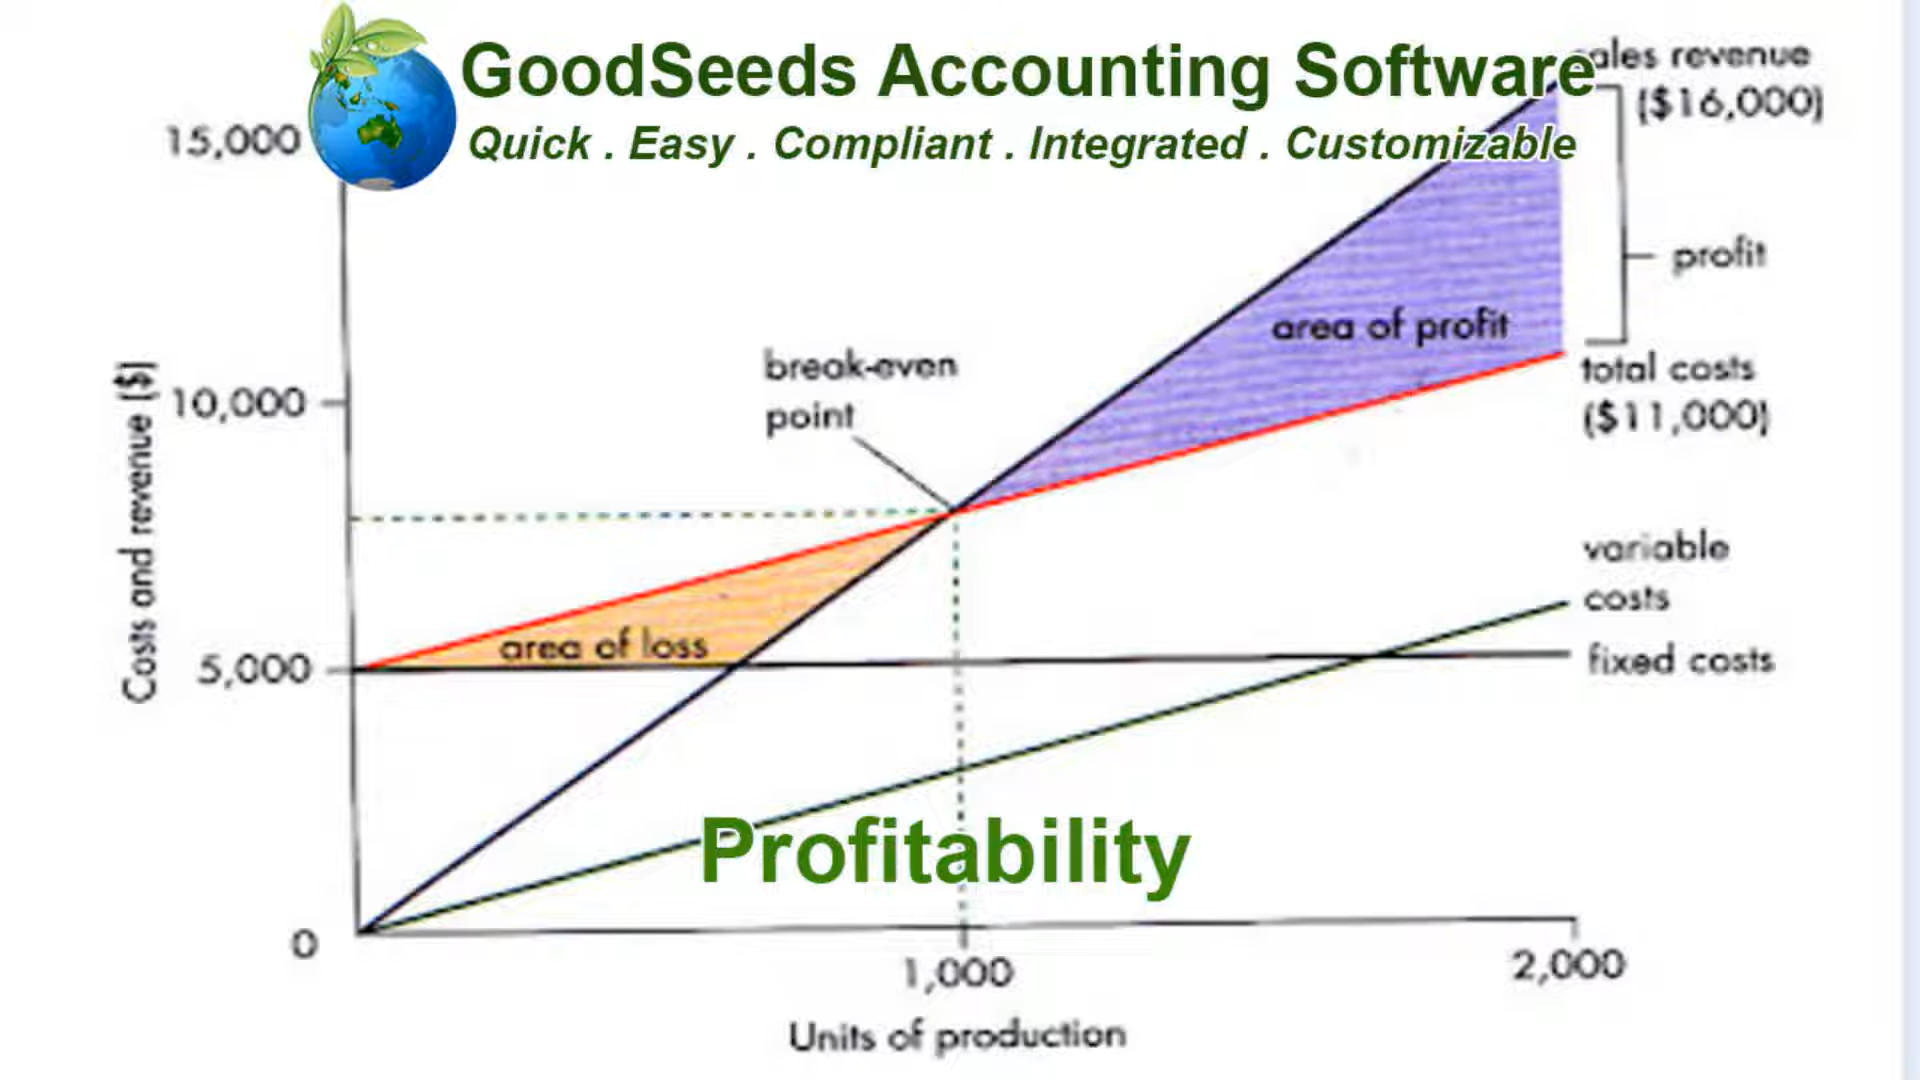 GoodSeeds Accounting Software
Quick . Easy . Compliant . Integrated . Customizable
sales revenue
($16,000)
15,000
profit
area of profit
break-even
point
total costs
($11,000)
10,000
Costs and revenue ($)
variable
costs
area of loss
5,000
fixed costs
Profitability
0
1,000
2,000
Units of production